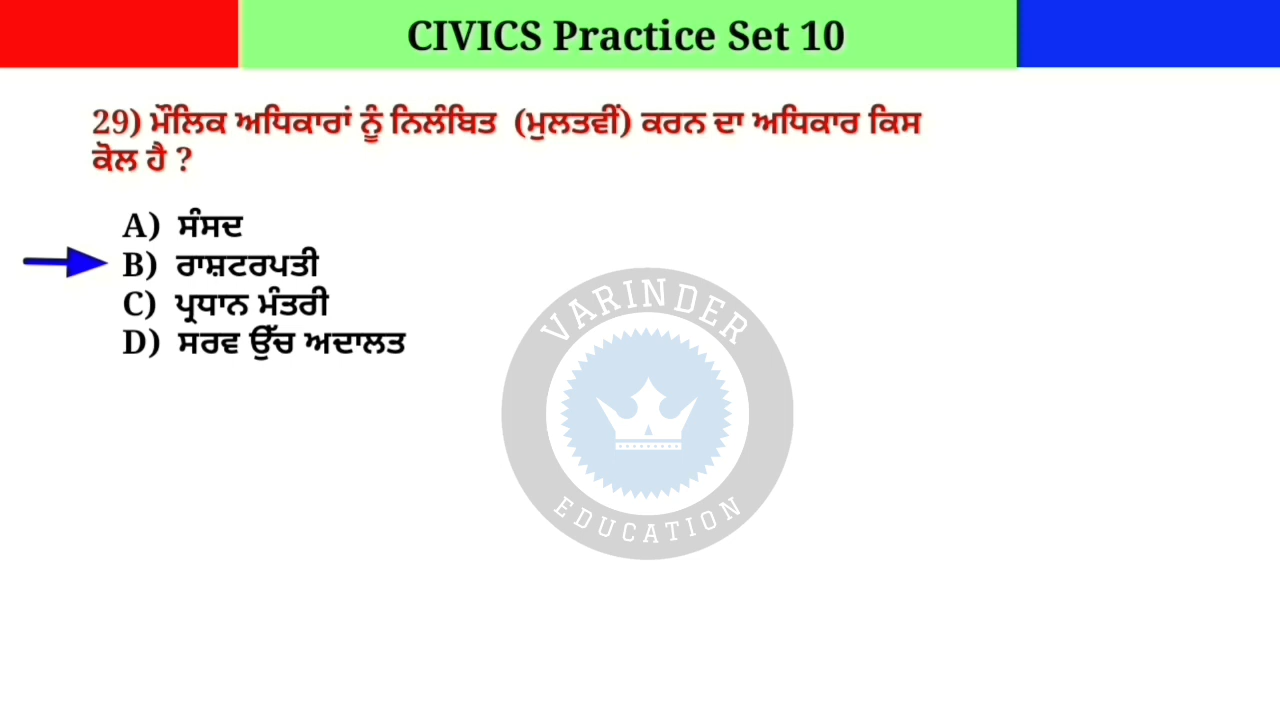 CIVICS Practice Set 10
29) ਮੌਲਿਕ ਅਧਿਕਾਰਾਂ ਨੂੰ ਨਿਲੰਬਿਤ (ਮੁਲਤਵੀਂ) ਕਰਨ ਦਾ ਅਧਿਕਾਰ ਕਿਸ
ਕੋਲ ਹੈ ?
A) ਸੰਸਦ
B) ਰਾਸ਼ਟਰਪਤੀ
C) ਪ੍ਰਧਾਨ ਮੰਤਰੀ
D) ਸਰਵ ਉੱਚ ਅਦਾਲਤ
VARINDER
EDUCATION